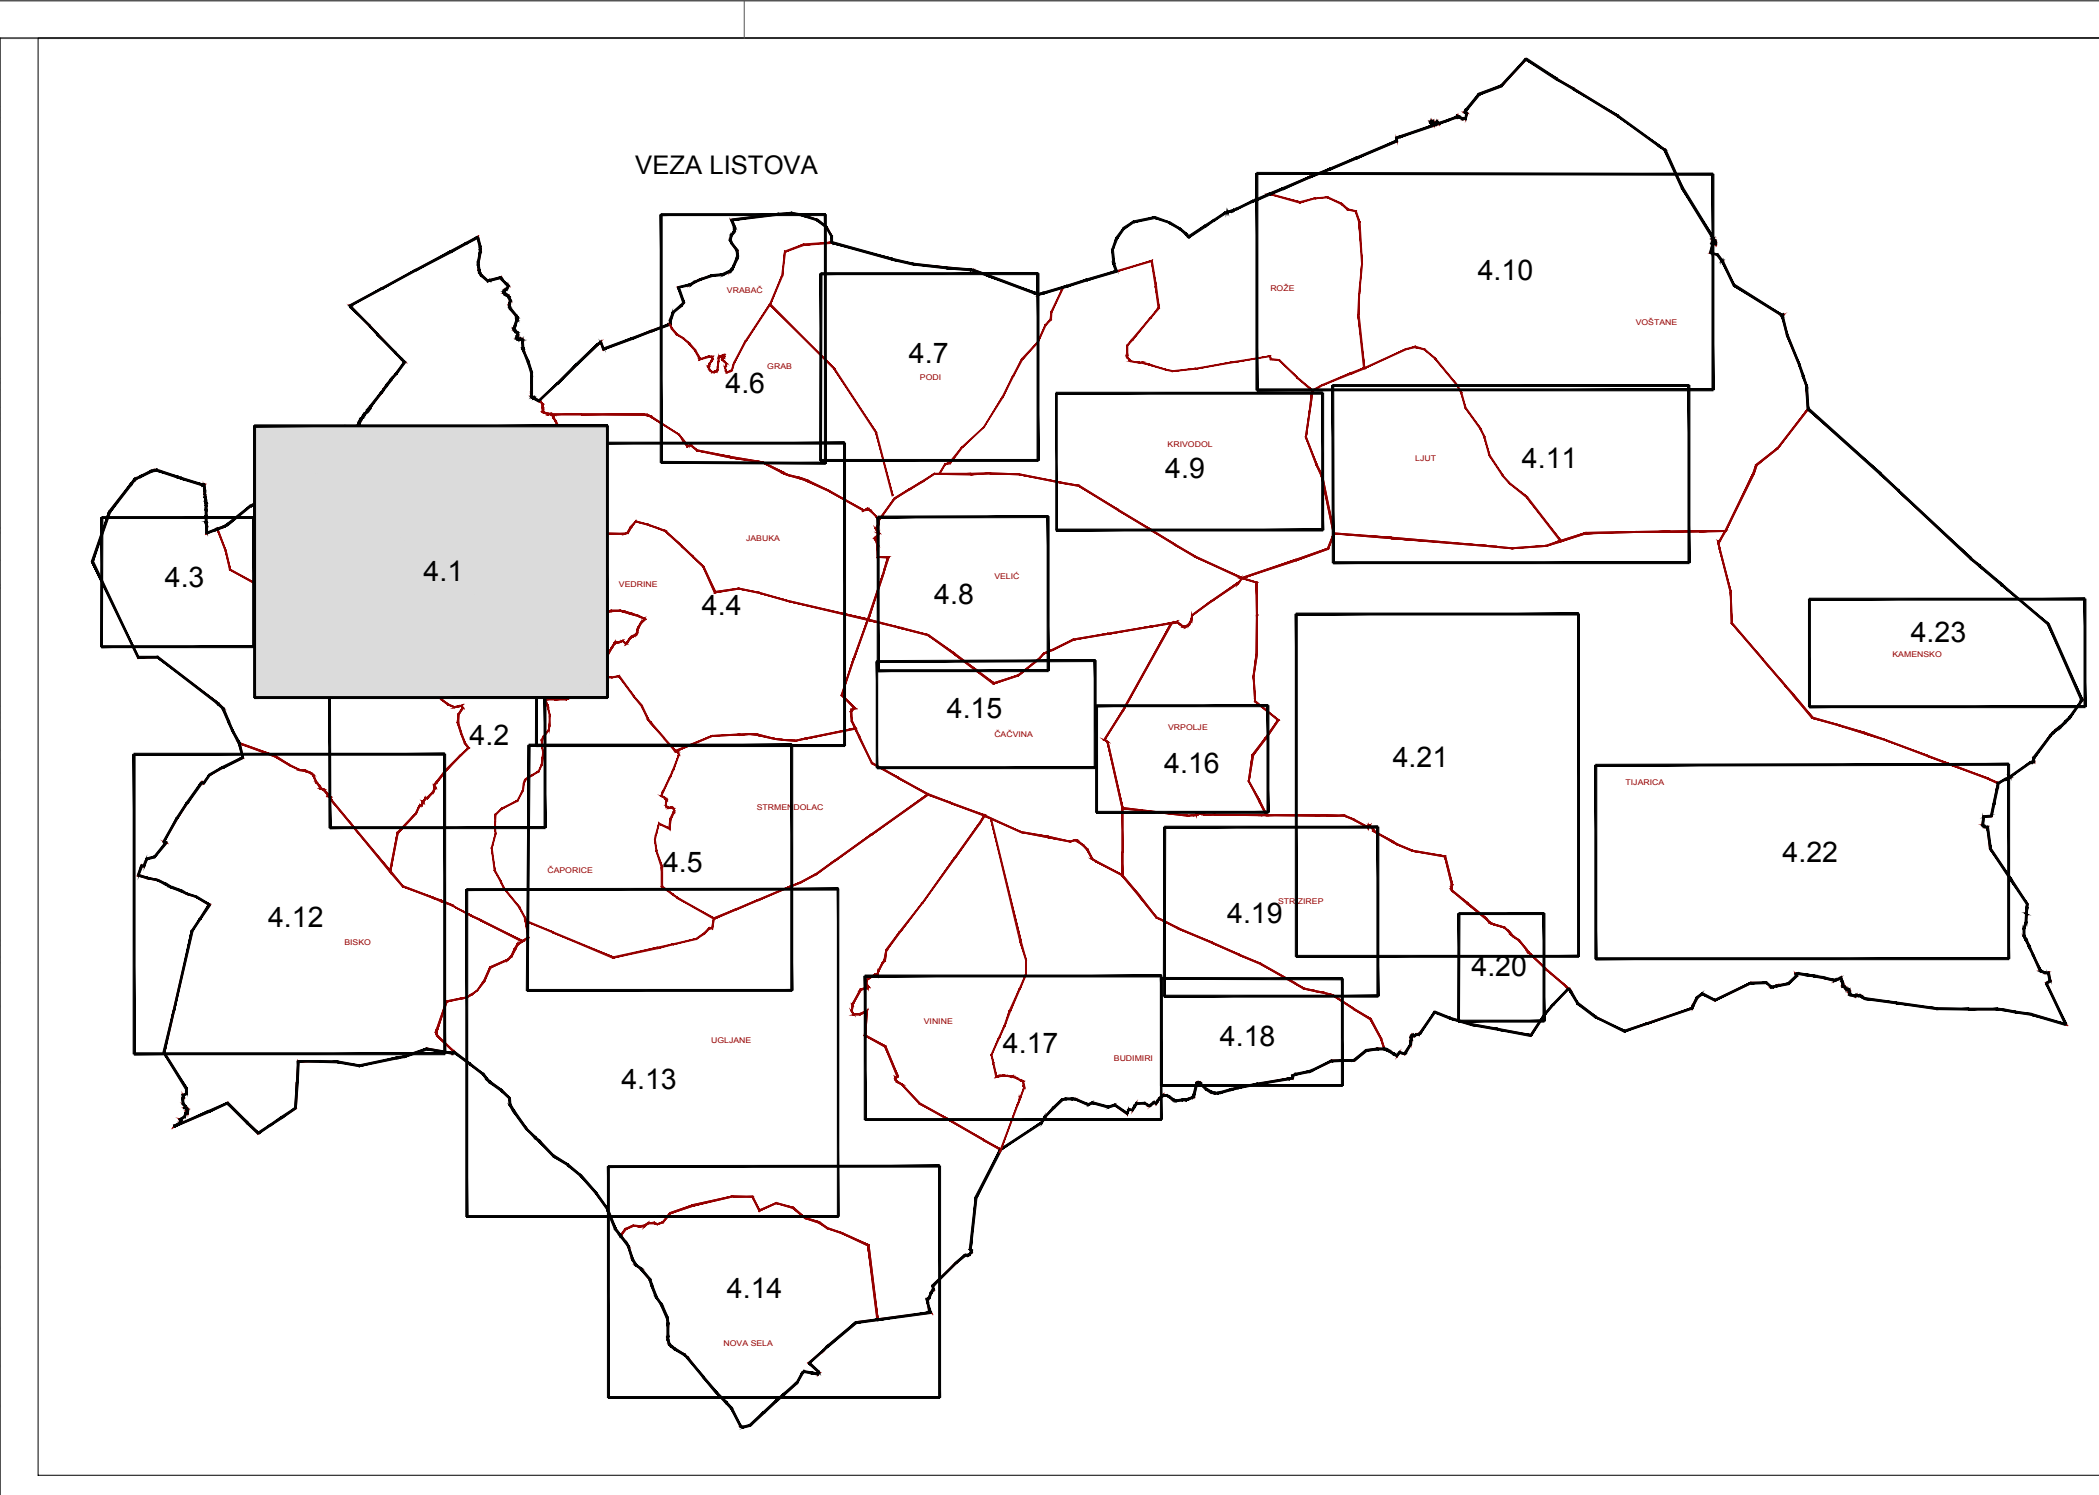 VEZA LISTOVA
4.10
ROŽE
VRABAČ
VOŠTANE
4.7
GRAB
PODI
4.6
KRIVODOL
4.9
LJUT
4.11
JABUKA
4.1
4.3
VEDRINE
VELIĆ
4.8
4.4
4.23
KAMENSKO
4.15
ČAČVINA
VRPOLJE
4.2
4.16
4.21
TIJARICA
STRMENDOLAC
4.5
ČAPORICE
4.22
4.12
BISKO
4.19
STRIZIREP
4.20
VININE
UGLJANE
4.17
4.18
BUDIMIRI
4.13
4.14
NOVA SELA